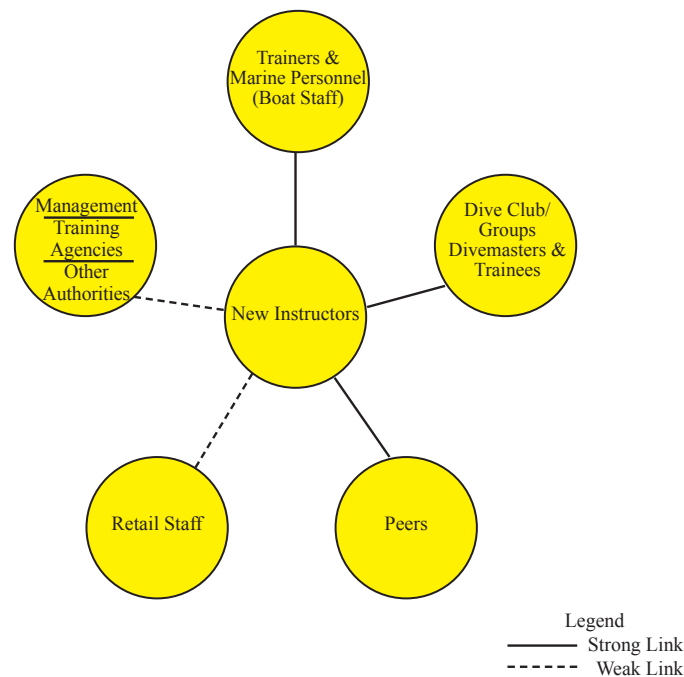 Trainers &
Marine Personnel
(Boat Staff)
Management
Training
Agencies
Other
Authorities
Dive Club/
Groups
Divemasters &
Trainees
New Instructors
Retail Staff
Peers
Legend
Strong Link
Weak Link